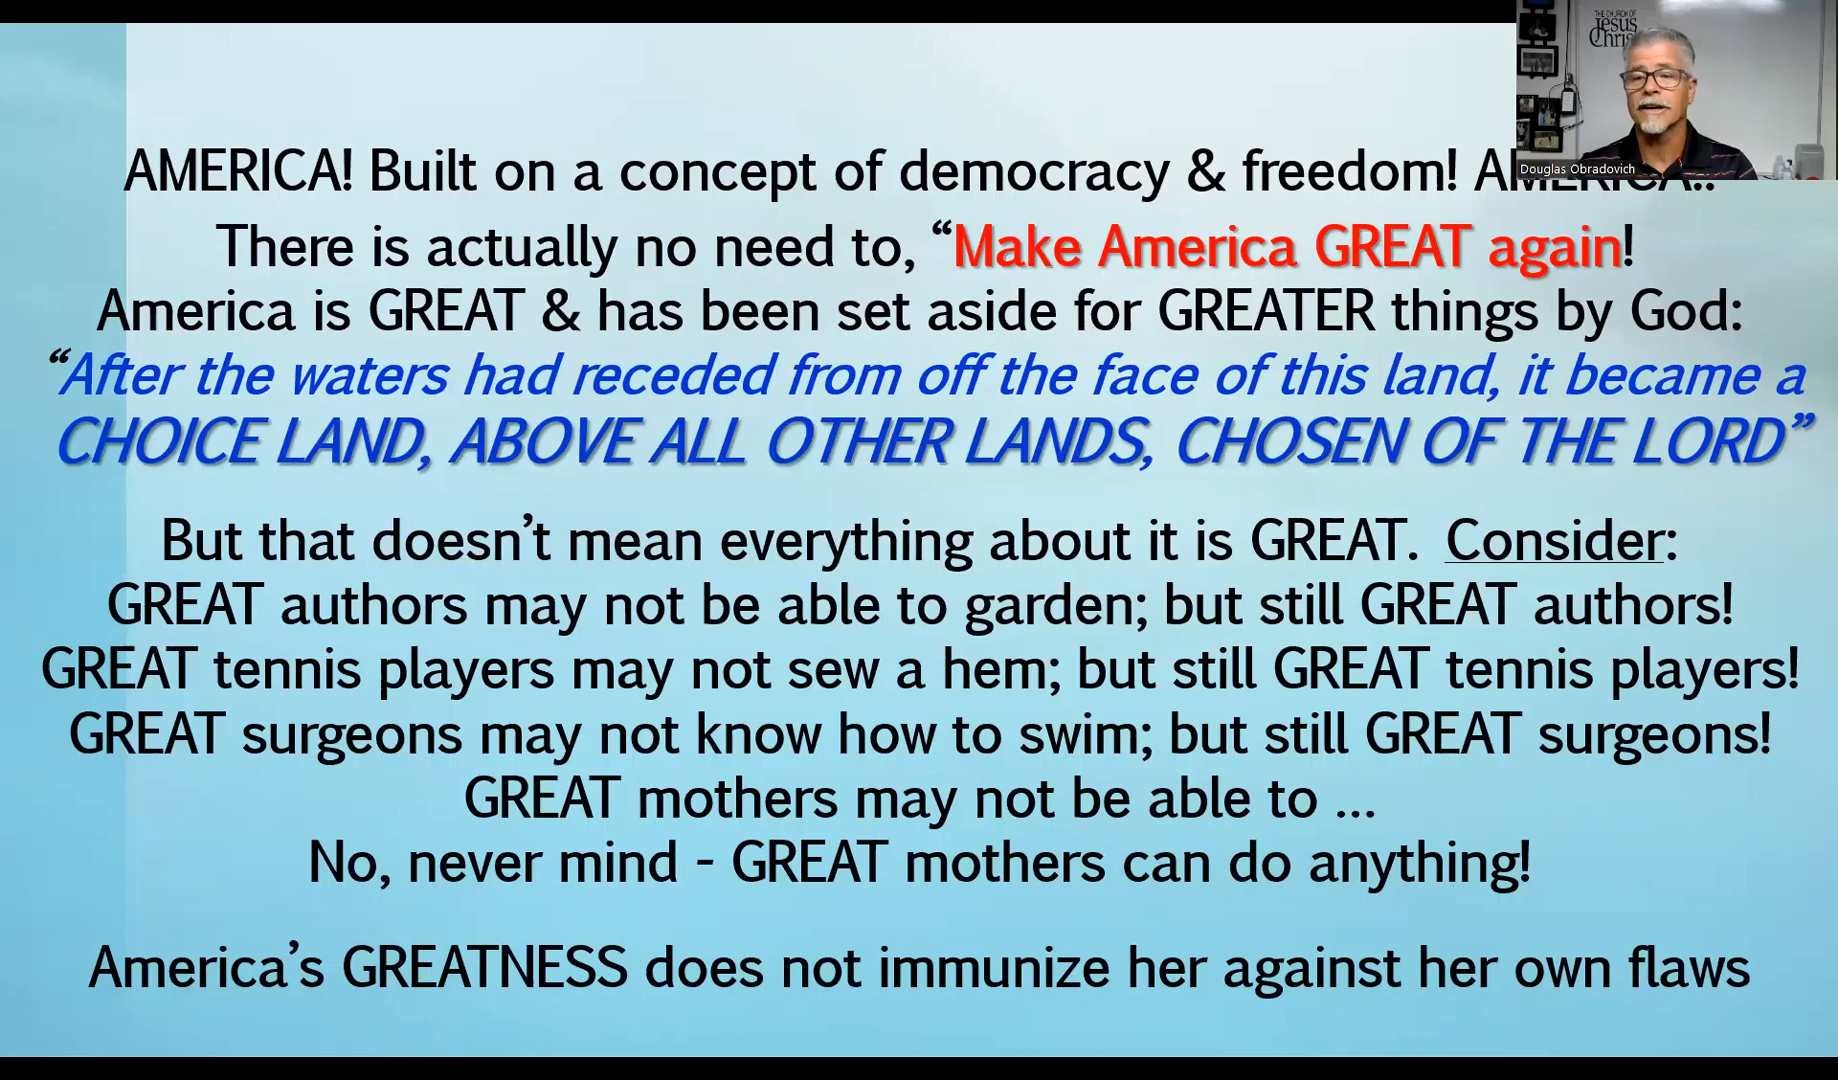 THE CHURCH OF
Jesus
Christ
Douglas Obradovich
AMERICA! Built on a concept of democracy & freedom! AMERICA!!
There is actually no need to, “Make America GREAT again!
America is GREAT & has been set aside for GREATER things by God:
“After the waters had receded from off the face of this land, it became a
CHOICE LAND, ABOVE ALL OTHER LANDS, CHOSEN OF THE LORD”
But that doesn’t mean everything about it is GREAT. Consider:
GREAT authors may not be able to garden; but still GREAT authors!
GREAT tennis players may not sew a hem; but still GREAT tennis players!
GREAT surgeons may not know how to swim; but still GREAT surgeons!
GREAT mothers may not be able to ...
No, never mind - GREAT mothers can do anything!
America’s GREATNESS does not immunize her against her own flaws